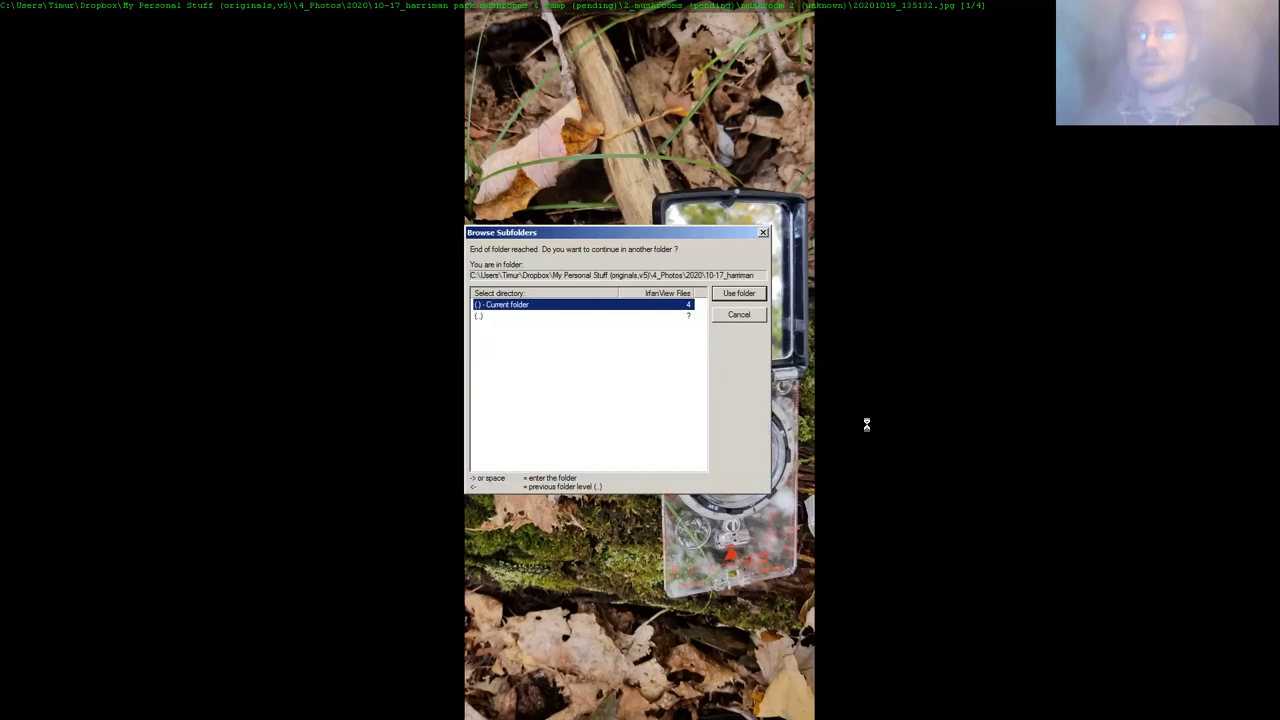 C:\Users\Timur\Dropbox\My Personal Stuff (originals,v5)\4_Photos\2020\10-17_harriman park mushrooms & camp (pending)\2-mushrooms (pending)\mushroom 2 (unknown)\20201019_135132.jpg [1/4]
Browse Subfolders
End of folder reached. Do you want to continue in another folder ?
You are in folder:
C:\Users\Timur\Dropbox\My Personal Stuff (originals,v5)\4_Photos\2020\10-17_harriman
Select directory: IrfanView Files Use folder
(.) - Current folder 4
(..) ? Cancel
-> or space = enter the folder
<- = previous folder level (..)